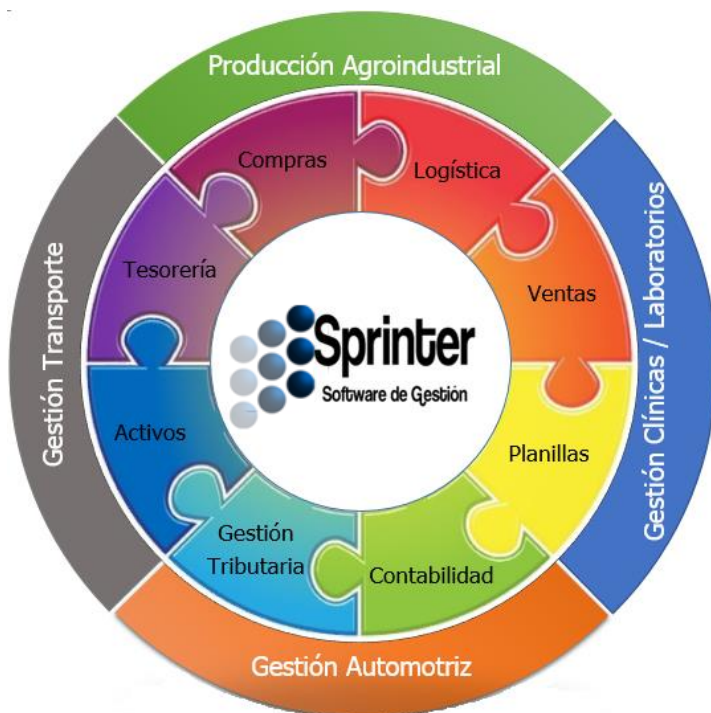 Producción Agroindustrial
Compras
Logística
Tesorería
Ventas
Gestión Transporte
Gestión Clínicas / Laboratorios
Sprinter
Software de Gestión
Activos
Planillas
Gestión
Tributaria
Contabilidad
Gestión Automotriz